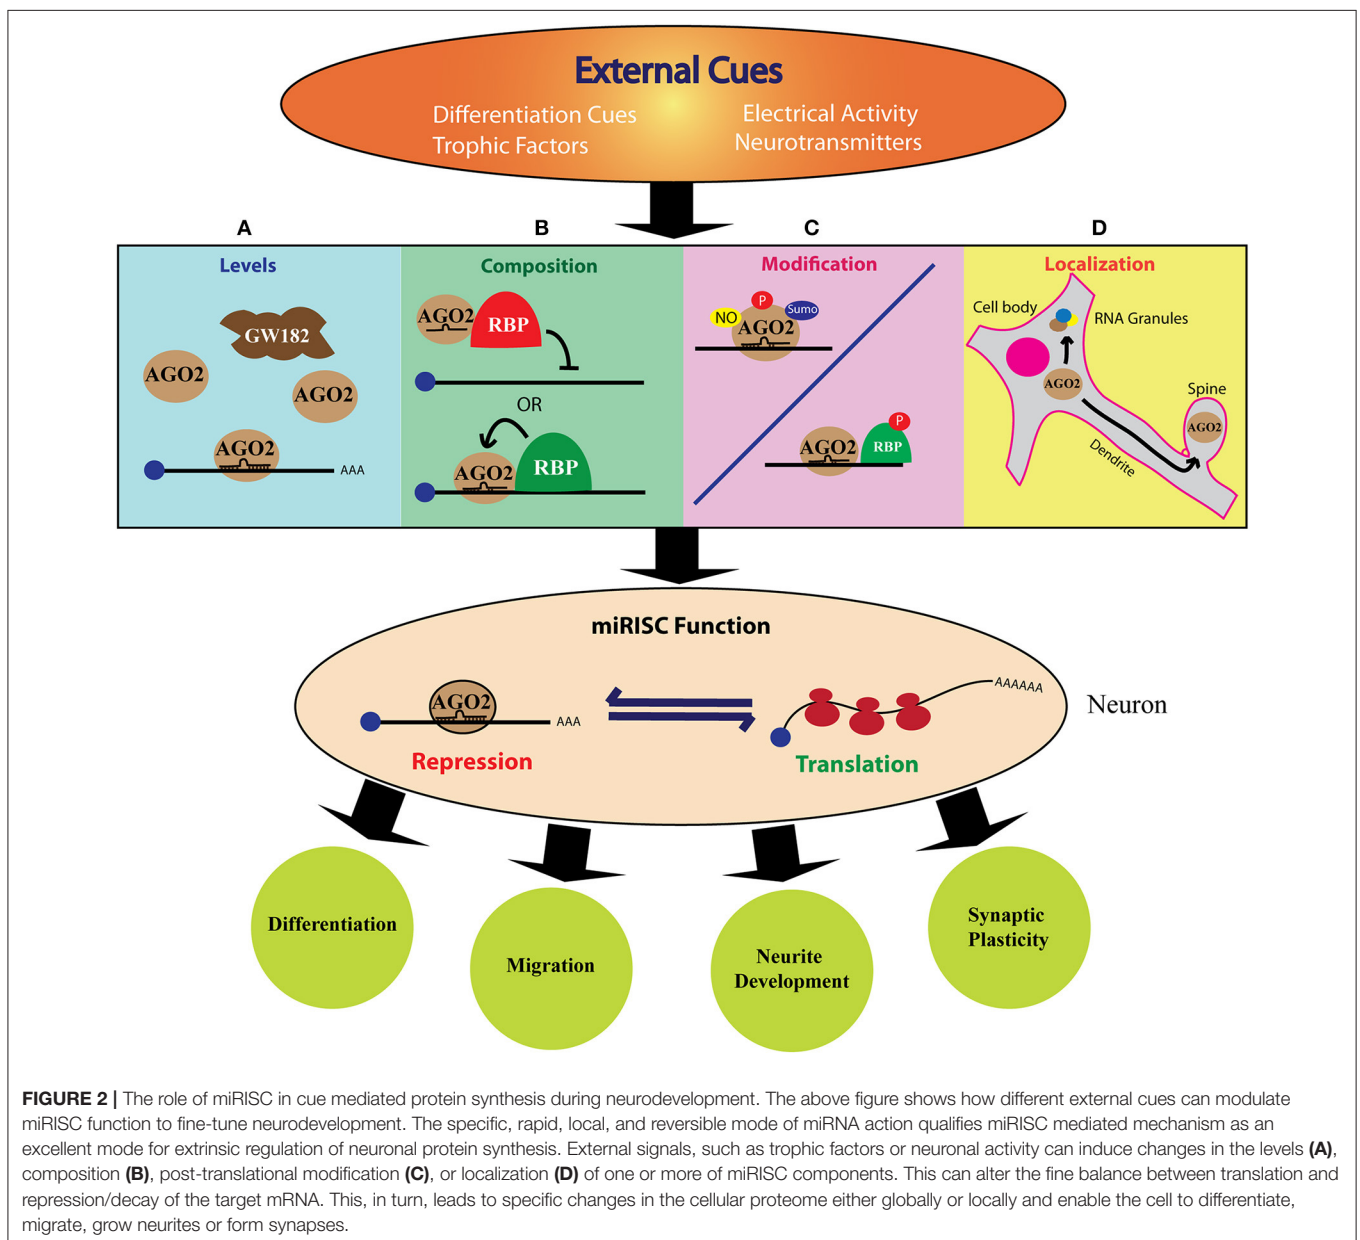 External Cues
Differentiation Cues
Trophic Factors
Electrical Activity
Neurotransmitters
A
B
C
D
Levels
GW182
AGO2
AGO2
AGO2
AAA
Composition
AGO2
RBP
OR
AGO2
RBP
Modification
NO
P
Sumo
AGO2
P
AGO2
RBP
Localization
Cell body
RNA Granules
AGO2
Spine
AGO2
Dendrite
miRISC Function
AGO2
AAA
Repression
AAAAAA
Translation
Neuron
Differentiation
Migration
Neurite
Development
Synaptic
Plasticity
FIGURE 2 | The role of miRISC in cue mediated protein synthesis during neurodevelopment. The above figure shows how different external cues can modulate
miRISC function to fine-tune neurodevelopment. The specific, rapid, local, and reversible mode of miRNA action qualifies miRISC mediated mechanism as an
excellent mode for extrinsic regulation of neuronal protein synthesis. External signals, such as trophic factors or neuronal activity can induce changes in the levels (A),
composition (B), post-translational modification (C), or localization (D) of one or more of miRISC components. This can alter the fine balance between translation and
repression/decay of the target mRNA. This, in turn, leads to specific changes in the cellular proteome either globally or locally and enable the cell to differentiate,
migrate, grow neurites or form synapses.